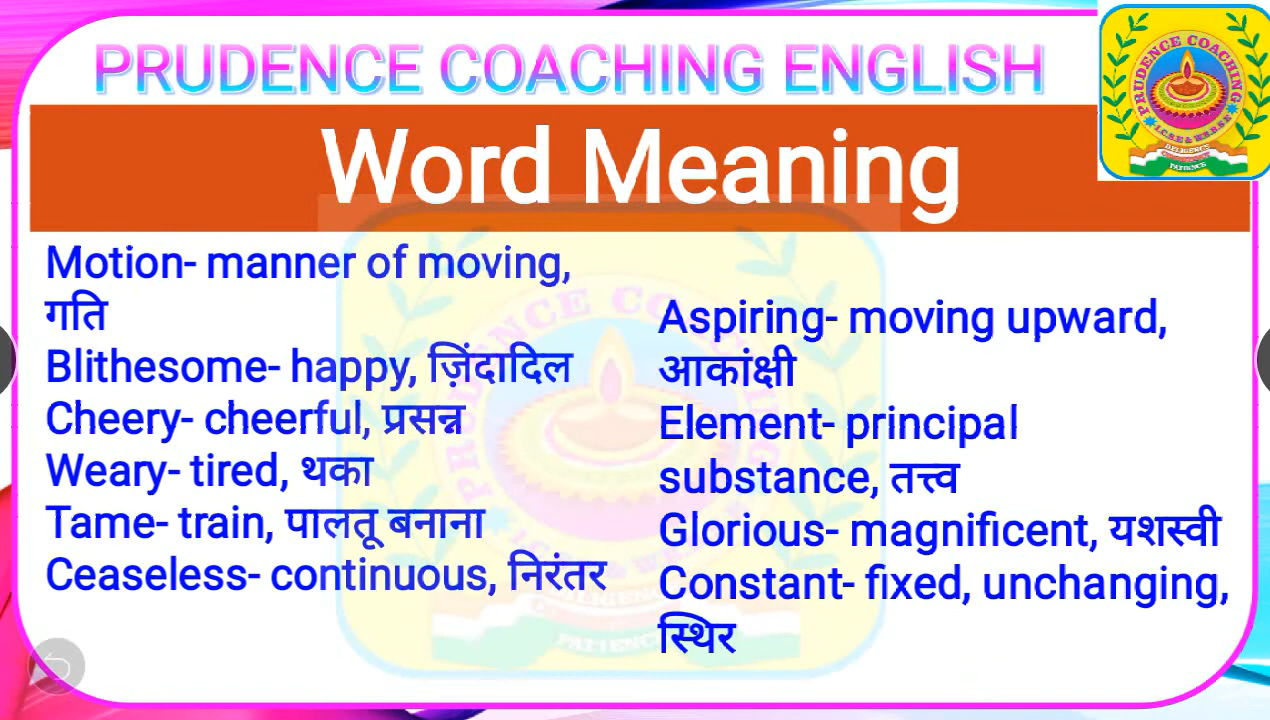 PRUDENCE COACHING ENGLISH
PRUDENCE COACHING
I.C.S.E & W.B.B.S.E
DILIGENCE
PATIENCE
Word Meaning
Motion- manner of moving,
गति
Blithesome- happy, ज़िंदादिल
Cheery- cheerful, प्रसन्न
Weary- tired, थका
Tame- train, पालतू बनाना
Ceaseless- continuous, निरंतर
Aspiring- moving upward,
आकांक्षी
Element- principal
substance, तत्त्व
Glorious- magnificent, यशस्वी
Constant- fixed, unchanging,
स्थिर